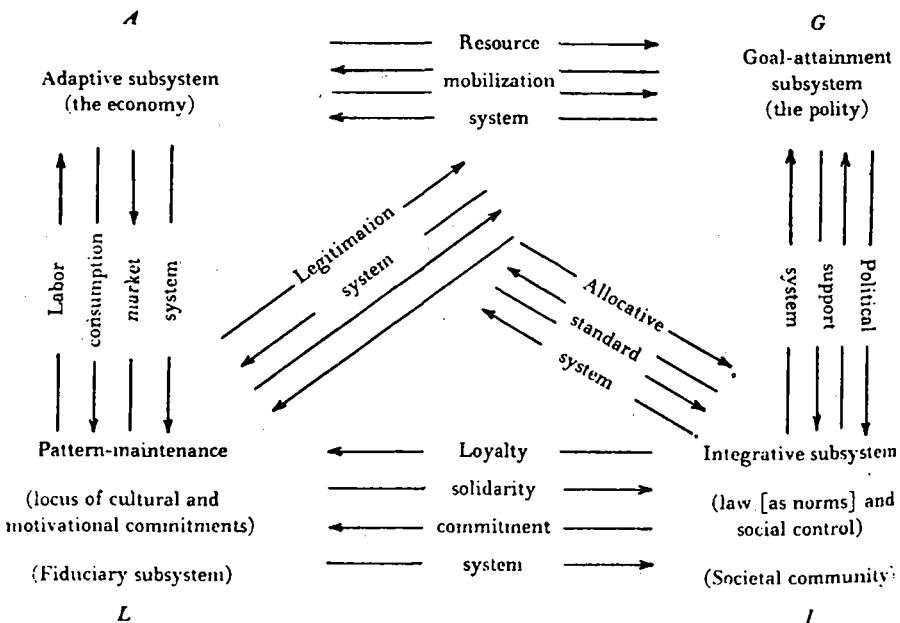 A
G
Adaptive subsystem
(the economy)
Resource
mobilization
system
Goal-attainment
subsystem
(the polity)
Labor
consumption
market
system
Legitimation
system
Allocative
standard
system
system
support
Political
Pattern-maintenance
(locus of cultural and
motivational commitments)
(Fiduciary subsystem)
L
Loyalty
solidarity
commitment
system
Integrative subsystem
(law [as norms] and
social control)
(Societal community)
I